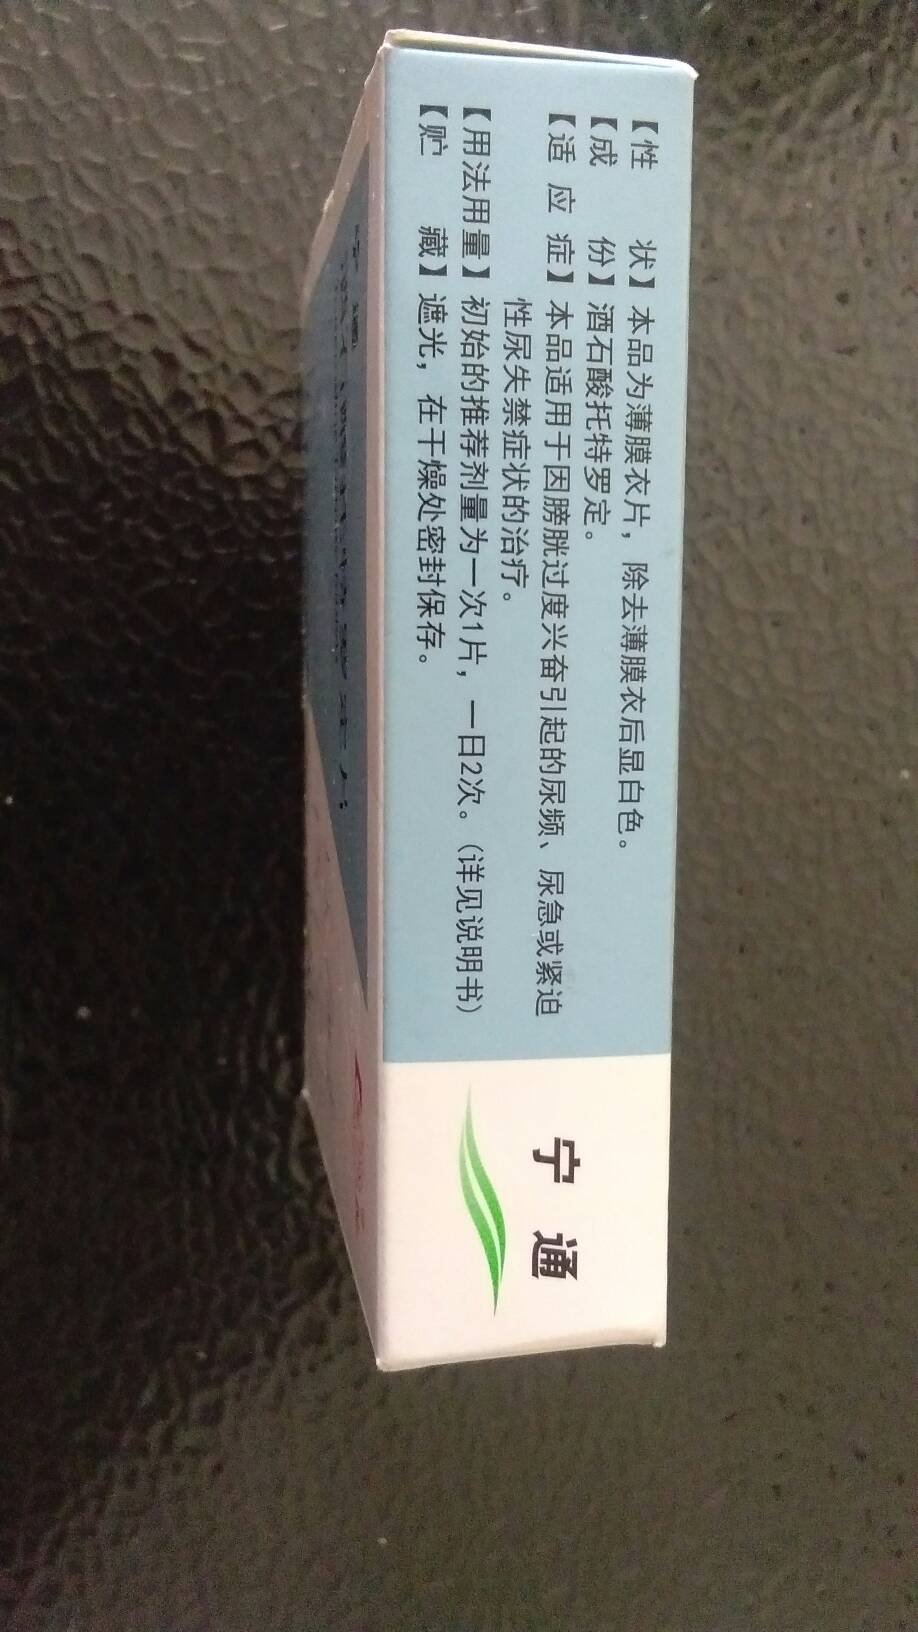 【性 状】本品为薄膜衣片，除去薄膜衣后显白色。
【成 份】酒石酸托特罗定。
【适 应 症】本品适用于因膀胱过度兴奋引起的尿频、尿急或紧迫
性尿失禁症状的治疗。
【用法用量】初始的推荐剂量为一次1片，一日2次。（详见说明书）
【贮 藏】遮光，在干燥处密封保存。
宁 通